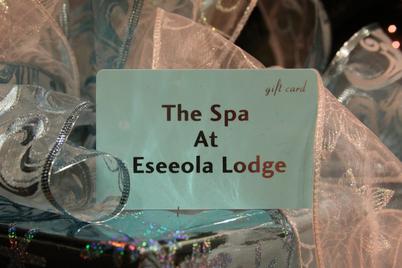 gift card
The Spa
At
Eseeola Lodge